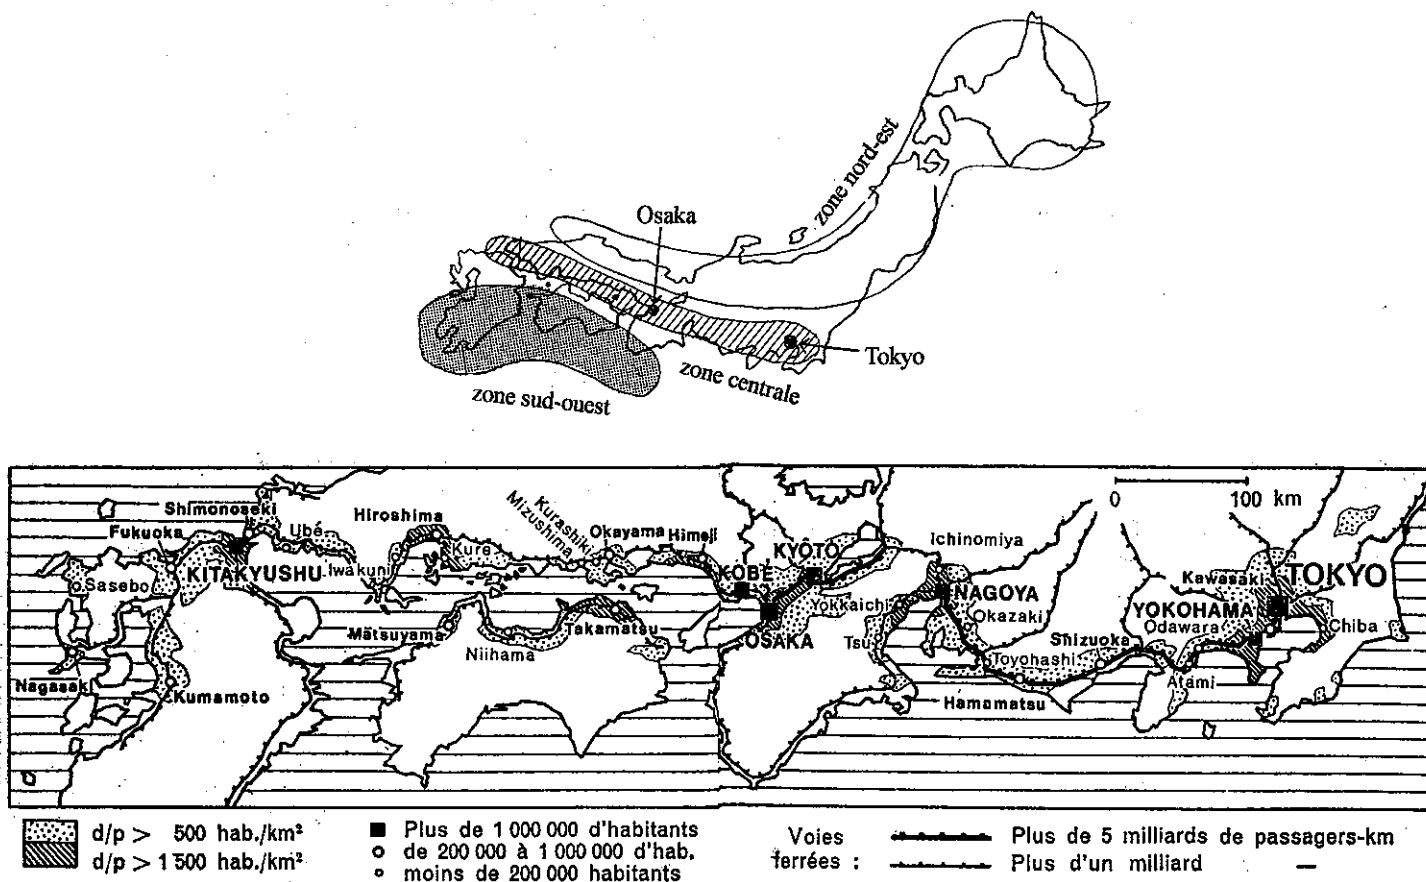 zone nord-est
Osaka
Tokyo
zone centrale
zone sud-ouest
0 100 km
Shimonoseki
Fukuoka
Ubé
Hiroshima
Kurashiki
Mizushima
Okayama
Himeji
KYÔTO
Ichinomiya
Sasebo
KITAKYUSHU
Iwakuni
Kure
KOBÉ
Yokkaichi
NAGOYA
Okazaki
Kawasaki
TOKYO
YOKOHAMA
Odawara
Chiba
Matsuyama
Takamatsu
OSAKA
Tsu
Shizuoka
Niihama
Toyohashi
Nagasaki
Kumamoto
Hamamatsu
Atami
d/p > 500 hab./km²
d/p > 1 500 hab./km²
Plus de 1 000 000 d'habitants
de 200 000 à 1 000 000 d'hab.
moins de 200 000 habitants
Voies
ferrées :
Plus de 5 milliards de passagers-km
Plus d'un milliard —